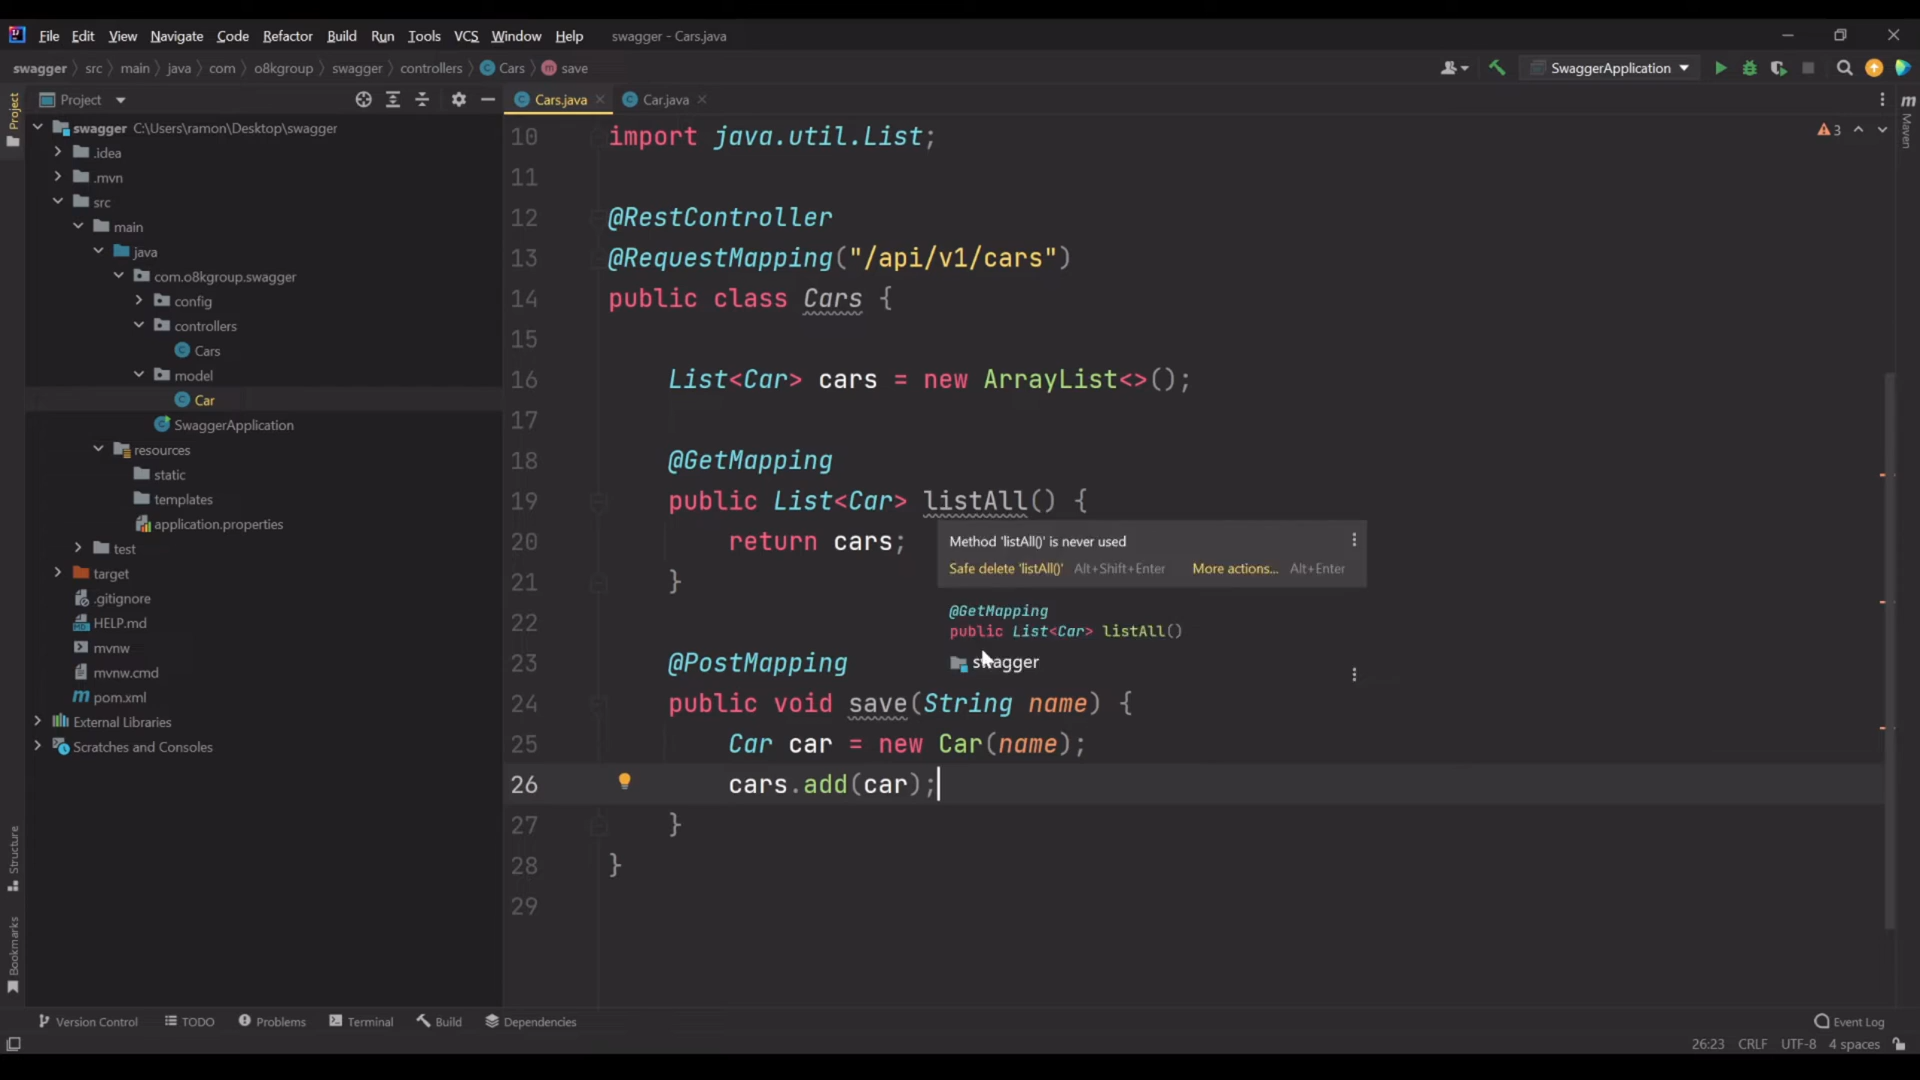 File Edit View Navigate Code Refactor Build Run Tools VCS Window Help swagger - Cars.java
swagger src main java com o8kgroup swagger controllers Cars save
SwaggerApplication
Project
Cars.java
Car.java
Project
swagger C:\Users\ramon\Desktop\swagger
.idea
.mvn
src
main
java
com.o8kgroup.swagger
config
controllers
Cars
model
Car
SwaggerApplication
resources
static
templates
application.properties
test
target
.gitignore
HELP.md
mvnw
mvnw.cmd
pom.xml
External Libraries
Scratches and Consoles
Structure
Bookmarks
Maven
3
10 import java.util.List;
11
12 @RestController
13 @RequestMapping("/api/v1/cars")
14 public class Cars {
15
16 List<Car> cars = new ArrayList<>();
17
18 @GetMapping
19 public List<Car> listAll() {
20 return cars;
21 }
22
23 @PostMapping
24 public void save(String name) {
25 Car car = new Car(name);
26 cars.add(car);
27 }
28 }
29
Method 'listAll()' is never used
Safe delete 'listAll()' Alt+Shift+Enter More actions... Alt+Enter
@GetMapping
public List<Car> listAll()
swagger
Version Control TODO Problems Terminal Build Dependencies Event Log
26:23 CRLF UTF-8 4 spaces